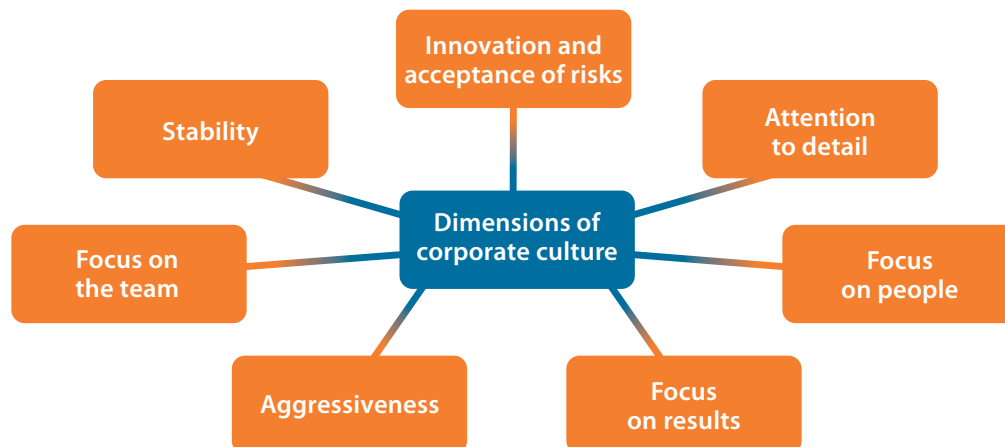 Innovation and
acceptance of risks
Stability
Attention
to detail
Dimensions of
corporate culture
Focus on
the team
Focus
on people
Aggressiveness
Focus
on results